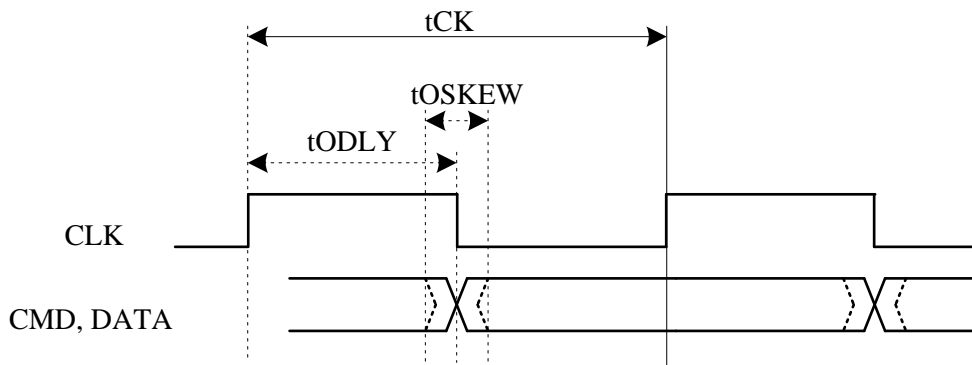 tCK
tOSKEW
tODLY
CLK
CMD, DATA